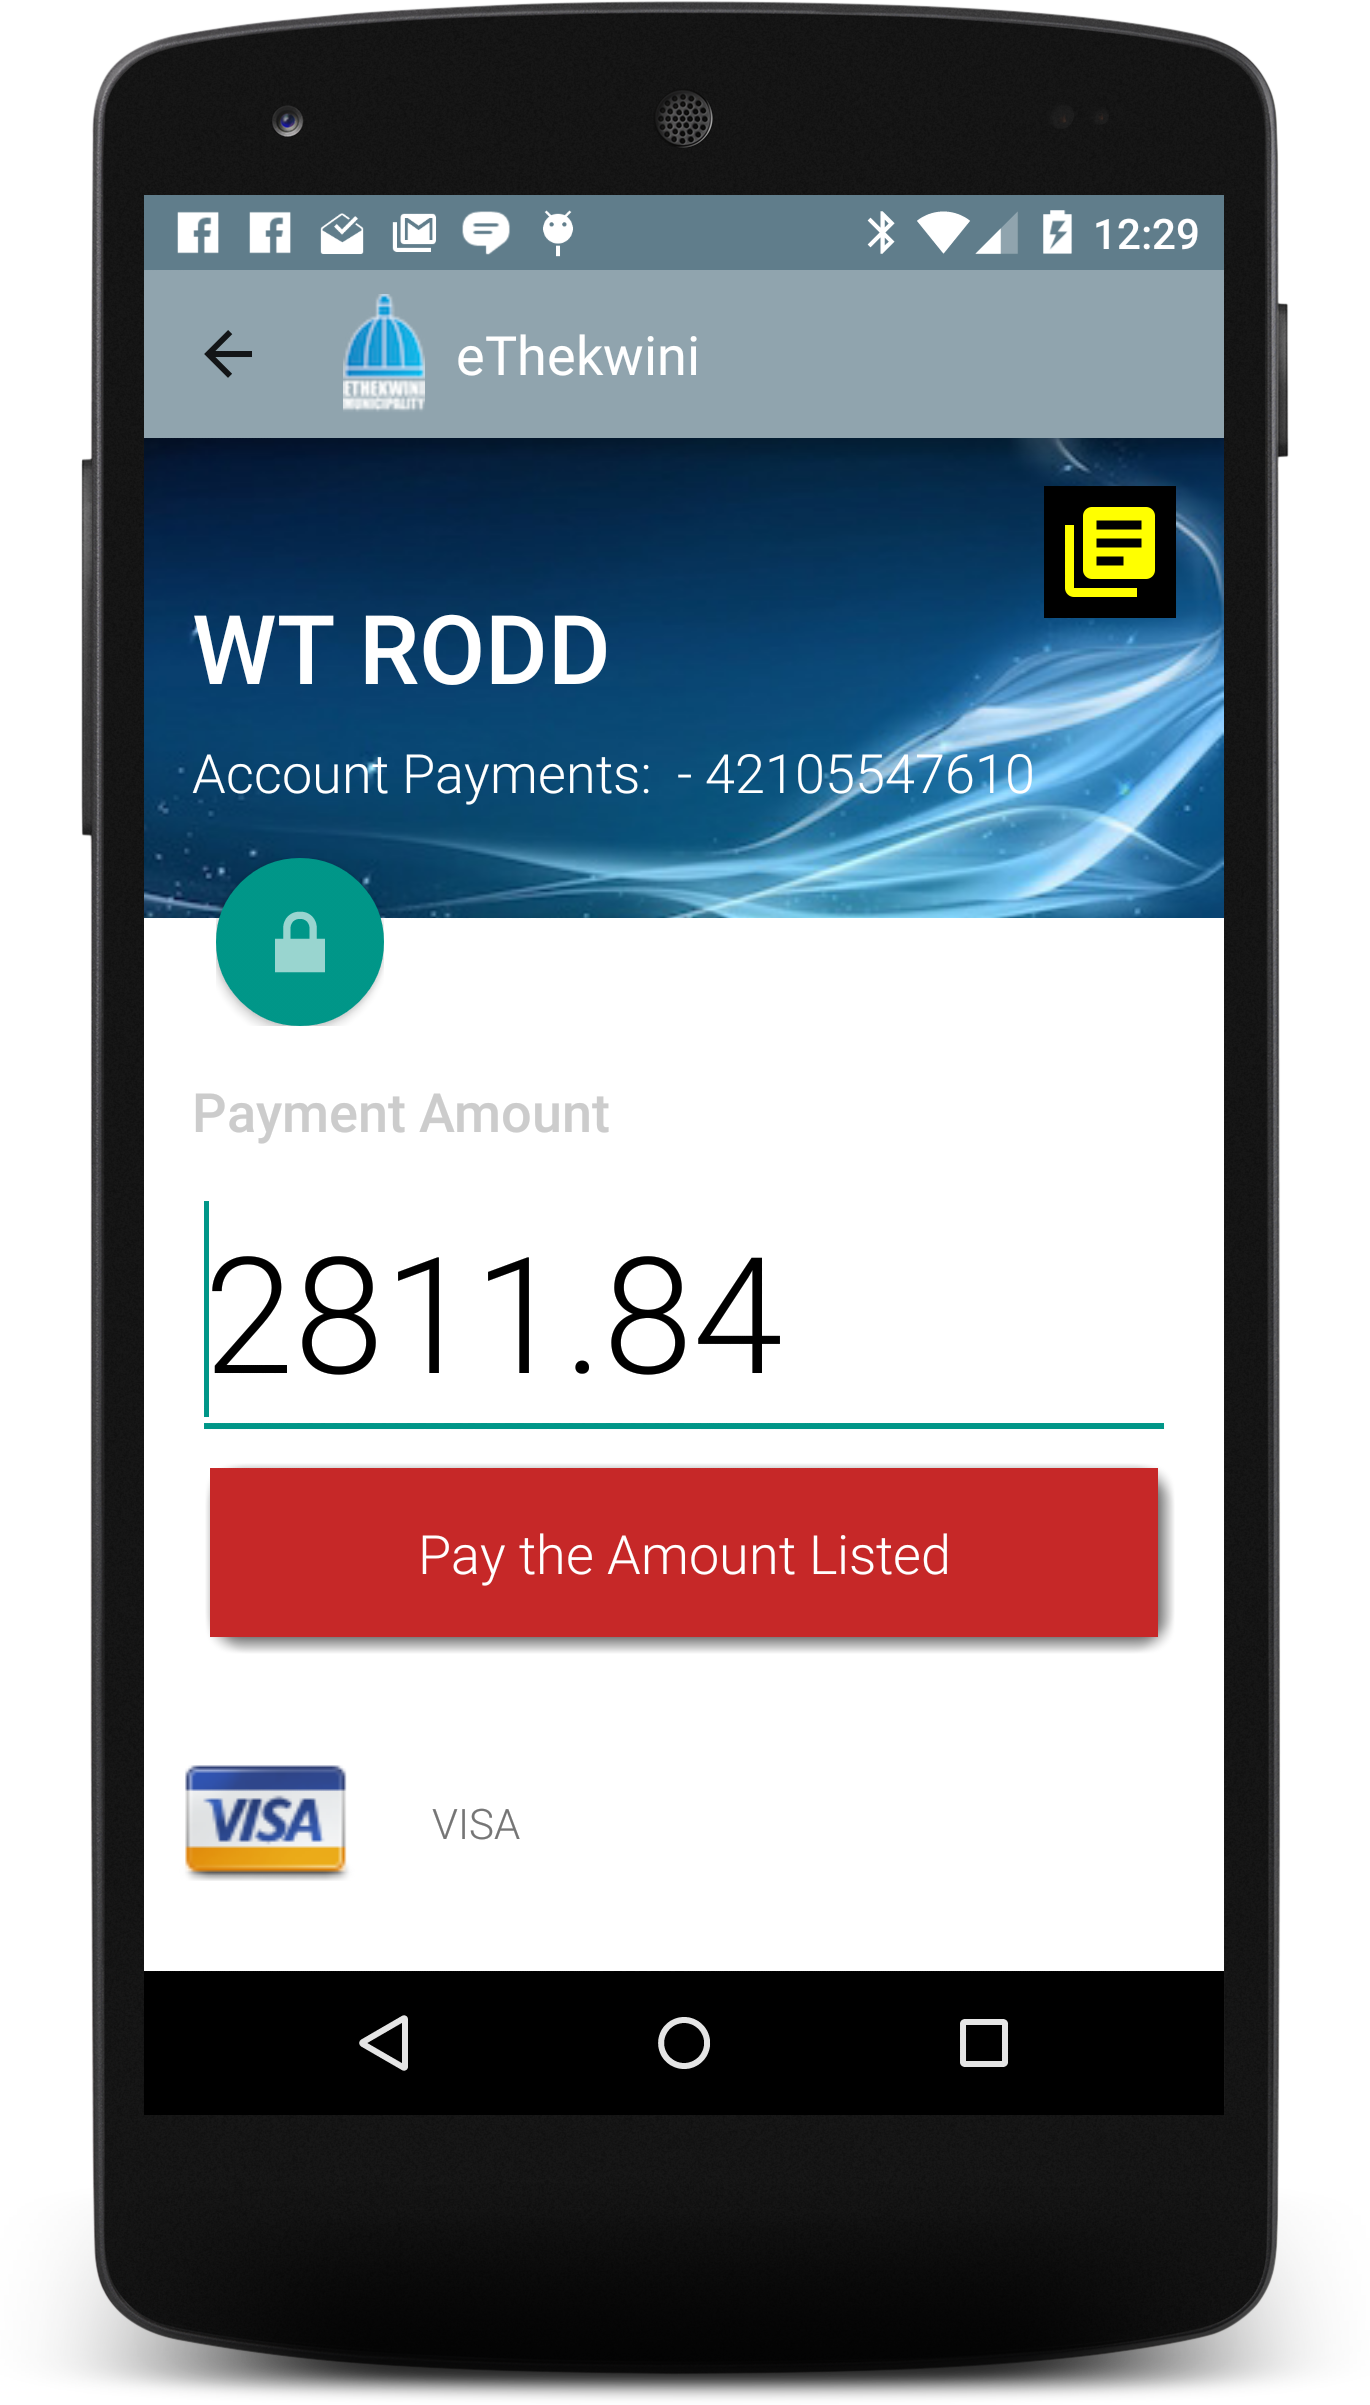 12:29
ETHEKWINI
MUNICIPALITY
eThekwini
WT RODD
Account Payments:  - 42105547610
Payment Amount
2811.84
Pay the Amount Listed
VISA
VISA